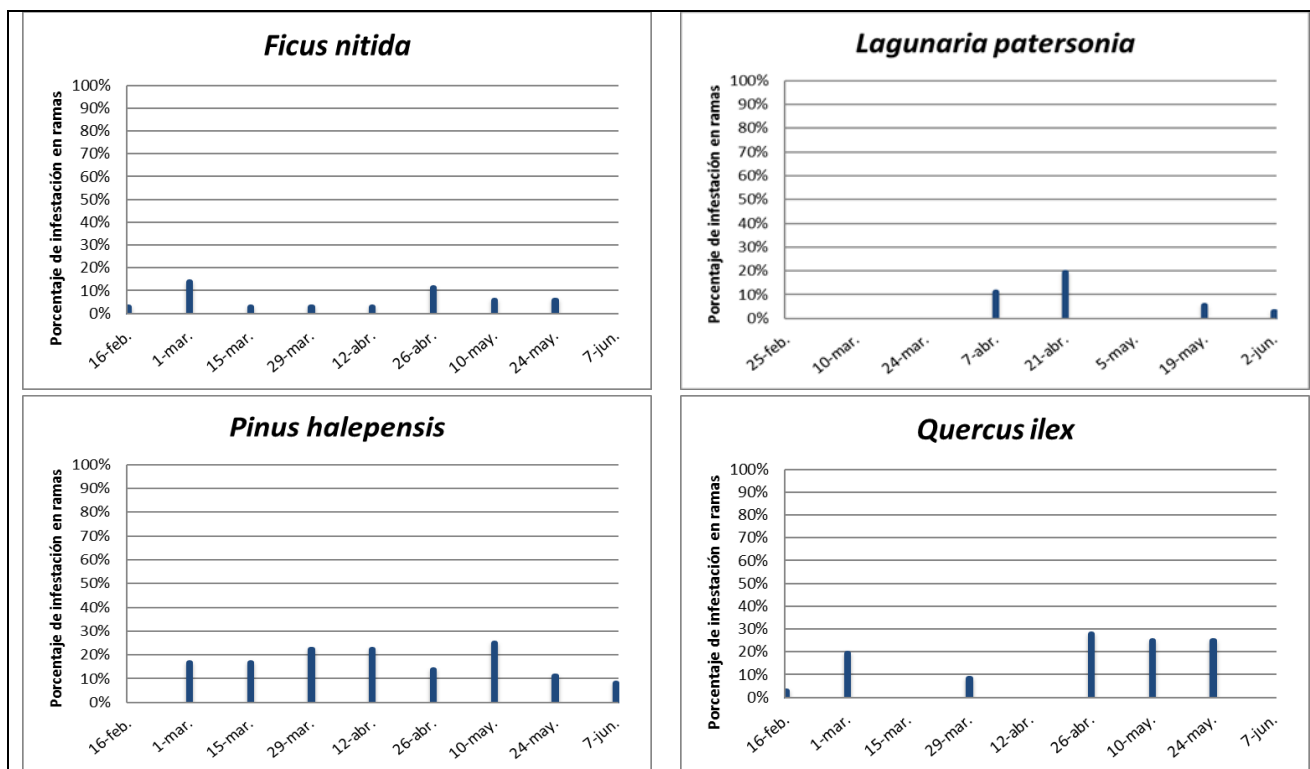 Ficus nitida
Porcentaje de infestación en ramas
100%
90%
80%
70%
60%
50%
40%
30%
20%
10%
0%
16-feb.
1-mar.
15-mar.
29-mar.
12-abr.
26-abr.
10-may.
24-may.
7-jun.
Lagunaria patersonia
Porcentaje de infestación en ramas
100%
90%
80%
70%
60%
50%
40%
30%
20%
10%
0%
25-feb.
10-mar.
24-mar.
7-abr.
21-abr.
5-may.
19-may.
2-jun.
Pinus halepensis
Porcentaje de infestación en ramas
100%
90%
80%
70%
60%
50%
40%
30%
20%
10%
0%
16-feb.
1-mar.
15-mar.
29-mar.
12-abr.
26-abr.
10-may.
24-may.
7-jun.
Quercus ilex
Porcentaje de infestación en ramas
100%
90%
80%
70%
60%
50%
40%
30%
20%
10%
0%
16-feb.
1-mar.
15-mar.
29-mar.
12-abr.
26-abr.
10-may.
24-may.
7-jun.